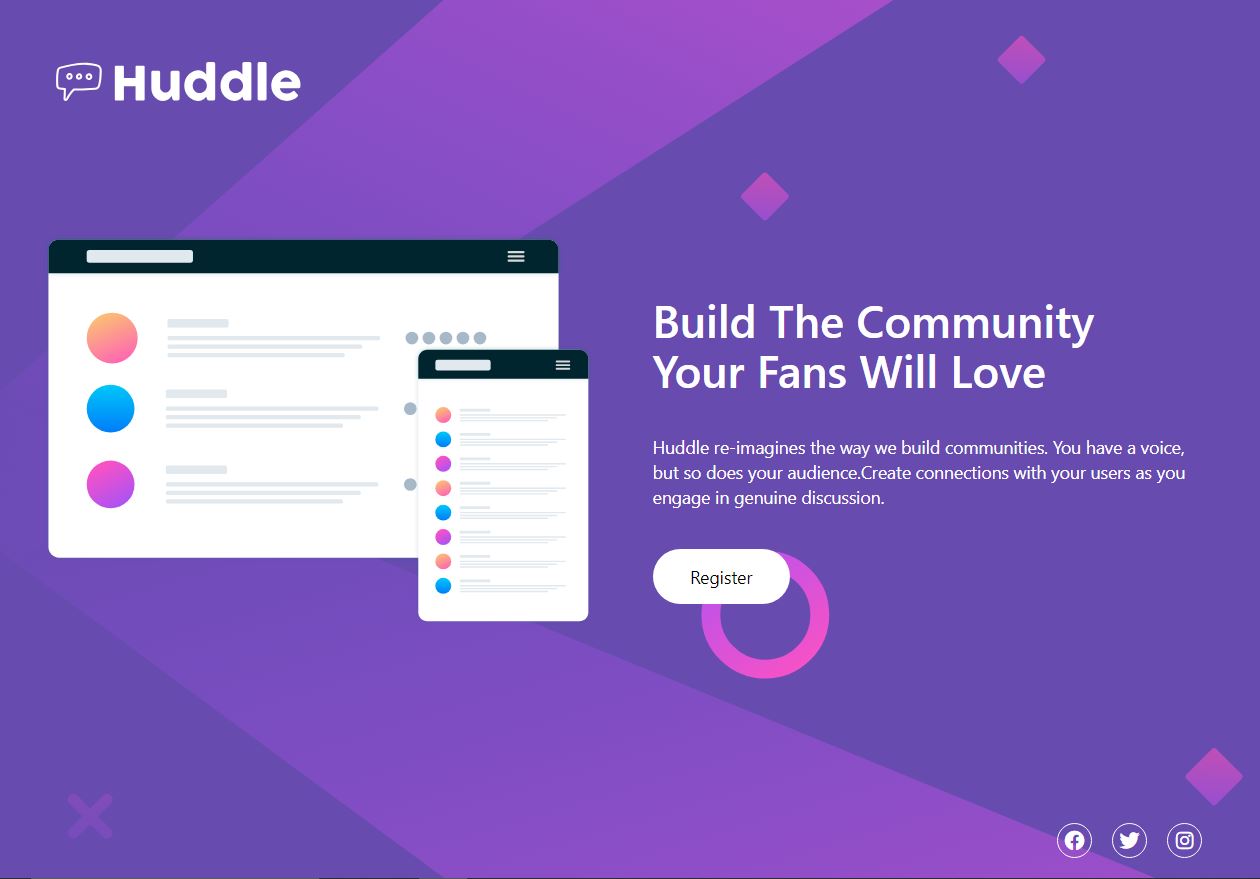 Huddle
Build The Community
Your Fans Will Love
Huddle re-imagines the way we build communities. You have a voice,
but so does your audience.Create connections with your users as you
engage in genuine discussion.
Register